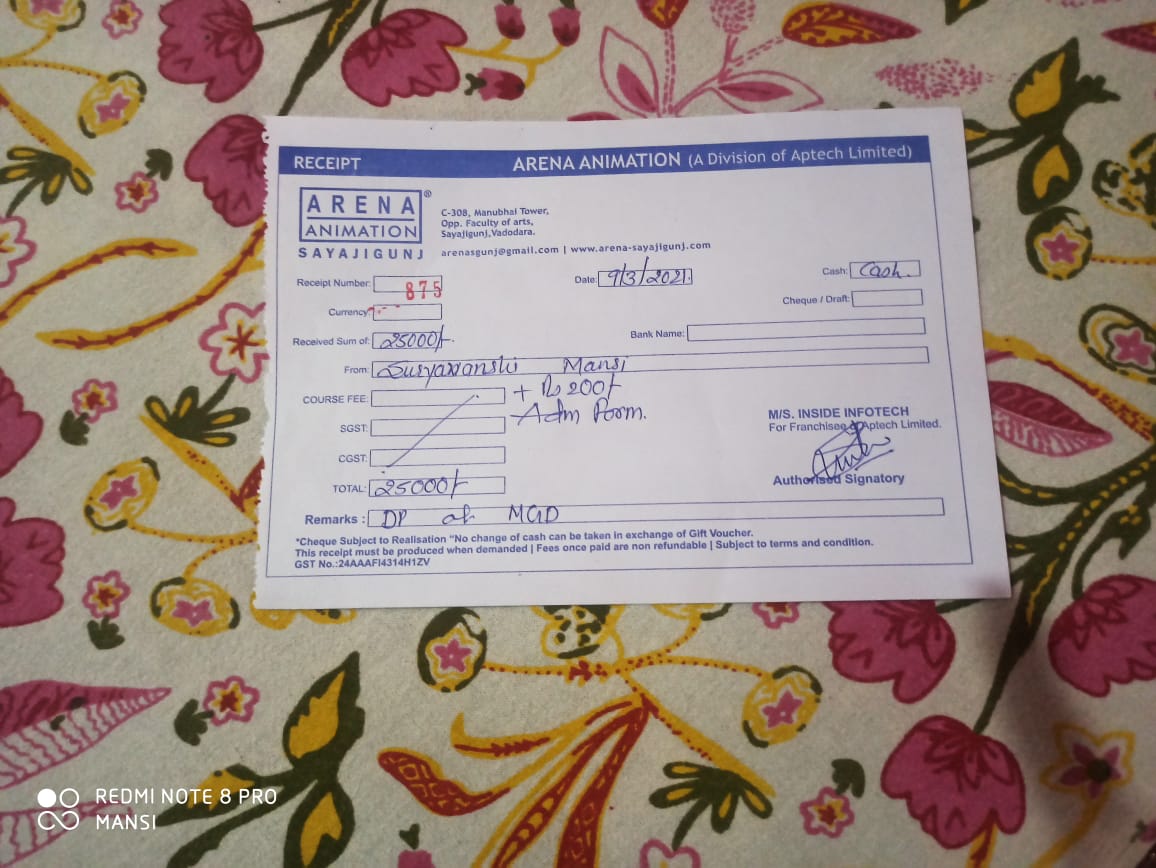 RECEIPT ARENA ANIMATION (A Division of Aptech Limited)
ARENA®
ANIMATION
SAYAJIGUNJ
C-308, Manubhai Tower,
Opp. Faculty of arts,
Sayajigunj,Vadodara.
arenasgunj@gmail.com | www.arena-sayajigunj.com
Receipt Number: 875 Date: 9/3/2021. Cash: Cash.
Currency: Cheque / Draft:
Received Sum of: 25000/-. Bank Name:
From: Suryawanshi Mansi
COURSE FEE: + Rs 200/-
Adm Form.
SGST:
CGST:
TOTAL: 25000/-
M/S. INSIDE INFOTECH
For Franchisee of Aptech Limited.
Authorised Signatory
Remarks : DP of MGD
*Cheque Subject to Realisation "No change of cash can be taken in exchange of Gift Voucher.
This receipt must be produced when demanded | Fees once paid are non refundable | Subject to terms and condition.
GST No.:24AAAFI4314H1ZV
REDMI NOTE 8 PRO
MANSI